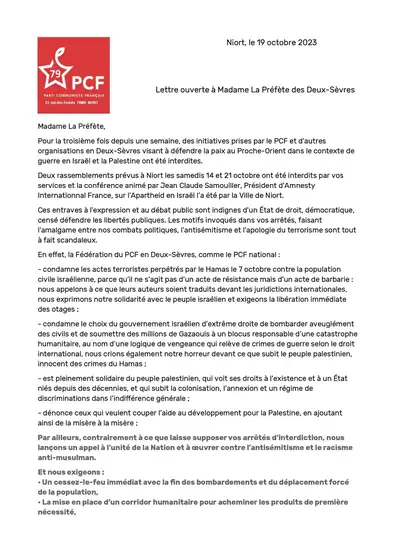 Niort, le 19 octobre 2023
79
PCF
PARTI COMMUNISTE FRANÇAIS
Lettre ouverte à Madame La Préfète des Deux-Sèvres
Madame La Préfète,
Pour la troisième fois depuis une semaine, des initiatives prises par le PCF et d'autres
organisations en Deux-Sèvres visant à défendre la paix au Proche-Orient dans le contexte de
guerre en Israël et la Palestine ont été interdites.
Deux rassemblements prévus à Niort les samedis 14 et 21 octobre ont été interdits par vos
services et la conférence animé par Jean Claude Samouiller, Président d'Amnesty
Internationnal France, sur l'Apartheid en Israël l'a été par la Ville de Niort.
Ces entraves à l'expression et au débat public sont indignes d'un État de droit, démocratique,
censé défendre les libertés publiques. Les motifs invoqués dans vos arrêtés, faisant
l'amalgame entre nos combats politiques, l'antisémitisme et l'apologie du terrorisme sont tout
à fait scandaleux.
En effet, la Fédération du PCF en Deux-Sèvres, comme le PCF national :
- condamne les actes terroristes perpétrés par le Hamas le 7 octobre contre la population
civile israélienne, parce qu'il ne s'agit pas d'un acte de résistance mais d'un acte de barbarie :
nous appelons à ce que leurs auteurs soient traduits devant les juridictions internationales,
nous exprimons notre solidarité avec le peuple israélien et exigeons la libération immédiate
des otages ;
- condamne le choix du gouvernement israélien d'extrême droite de bombarder aveuglément
des civils et de soumettre des millions de Gazaouis à un blocus responsable d'une catastrophe
humanitaire, au nom d'une logique de vengeance qui relève de crimes de guerre selon le droit
international, nous crions également notre horreur devant ce que subit le peuple palestinien,
innocent des crimes du Hamas ;
- est pleinement solidaire du peuple palestinien, qui voit ses droits à l'existence et à un État
niés depuis des décennies, et qui subit la colonisation, l'annexion et un régime de
discriminations dans l'indifférence générale ;
- dénonce ceux qui veulent couper l'aide au développement pour la Palestine, en ajoutant
ainsi de la misère à la misère ;
Par ailleurs, contrairement à ce que laisse supposer vos arrêtés d'interdiction, nous
lançons un appel à l'unité de la Nation et à œuvrer contre l'antisémitisme et le racisme
anti-musulman.
Et nous exigeons :
• Un cessez-le-feu immédiat avec la fin des bombardements et du déplacement forcé
de la population,
• La mise en place d'un corridor humanitaire pour acheminer les produits de première
nécessité,